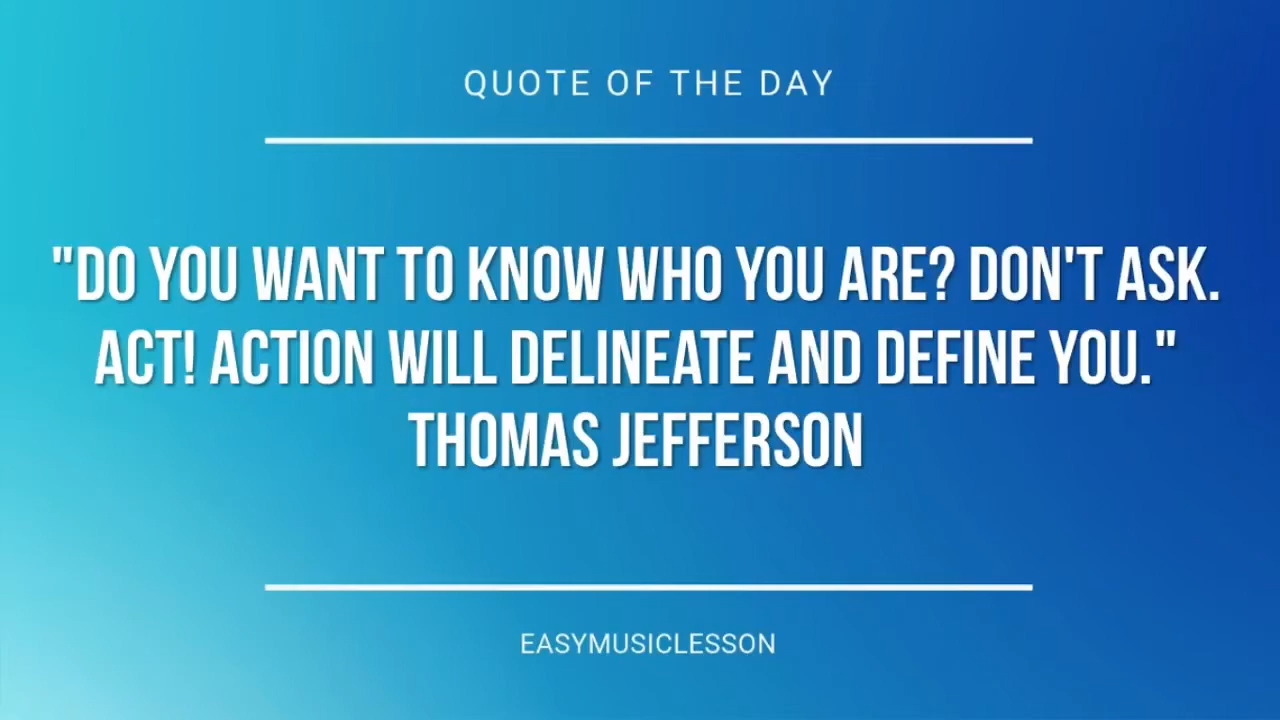 QUOTE OF THE DAY
"DO YOU WANT TO KNOW WHO YOU ARE? DON'T ASK.
ACT! ACTION WILL DELINEATE AND DEFINE YOU."
THOMAS JEFFERSON
EASYMUSICLESSON